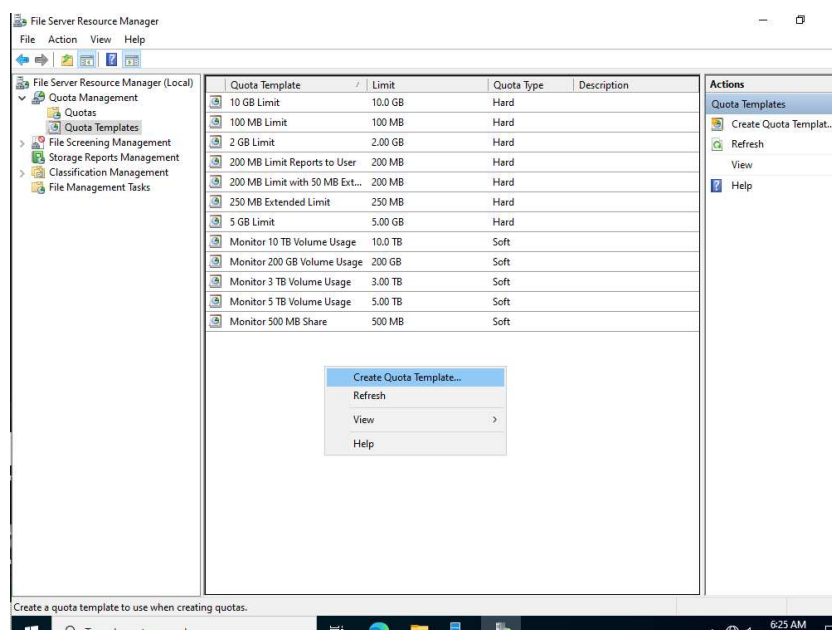 File Server Resource Manager
File Action View Help
File Server Resource Manager (Local)
Quota Management
Quotas
Quota Templates
File Screening Management
Storage Reports Management
Classification Management
File Management Tasks
Quota Template / Limit Quota Type Description
10 GB Limit 10.0 GB Hard
100 MB Limit 100 MB Hard
2 GB Limit 2.00 GB Hard
200 MB Limit Reports to User 200 MB Hard
200 MB Limit with 50 MB Ext... 200 MB Hard
250 MB Extended Limit 250 MB Hard
5 GB Limit 5.00 GB Hard
Monitor 10 TB Volume Usage 10.0 TB Soft
Monitor 200 GB Volume Usage 200 GB Soft
Monitor 3 TB Volume Usage 3.00 TB Soft
Monitor 5 TB Volume Usage 5.00 TB Soft
Monitor 500 MB Share 500 MB Soft
Create Quota Template...
Refresh
View >
Help
Actions
Quota Templates
Create Quota Templat...
Refresh
View
Help
Create a quota template to use when creating quotas.
6:25 AM